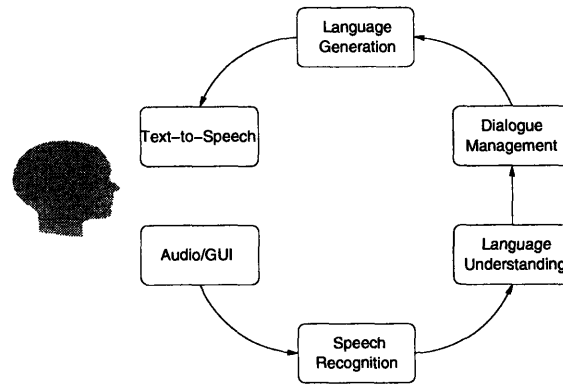 Language
Generation
Text–to–Speech
Dialogue
Management
Audio/GUI
Language
Understanding
Speech
Recognition